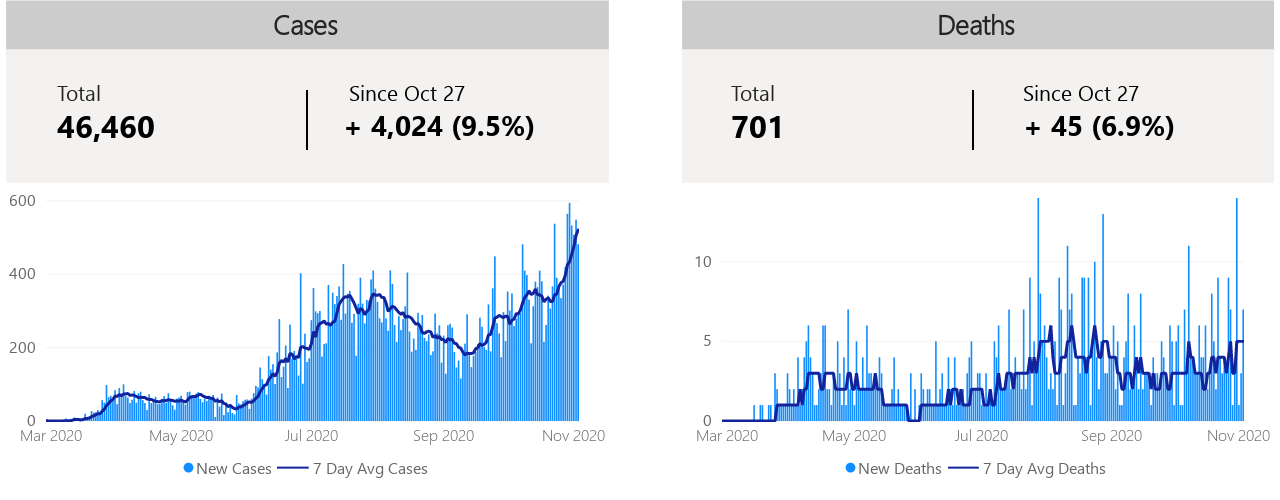 Cases
Total
46,460
Since Oct 27
+ 4,024 (9.5%)
600
400
200
0
Mar 2020 May 2020 Jul 2020 Sep 2020 Nov 2020
New Cases 7 Day Avg Cases
Deaths
Total
701
Since Oct 27
+ 45 (6.9%)
10
5
0
Mar 2020 May 2020 Jul 2020 Sep 2020 Nov 2020
New Deaths 7 Day Avg Deaths